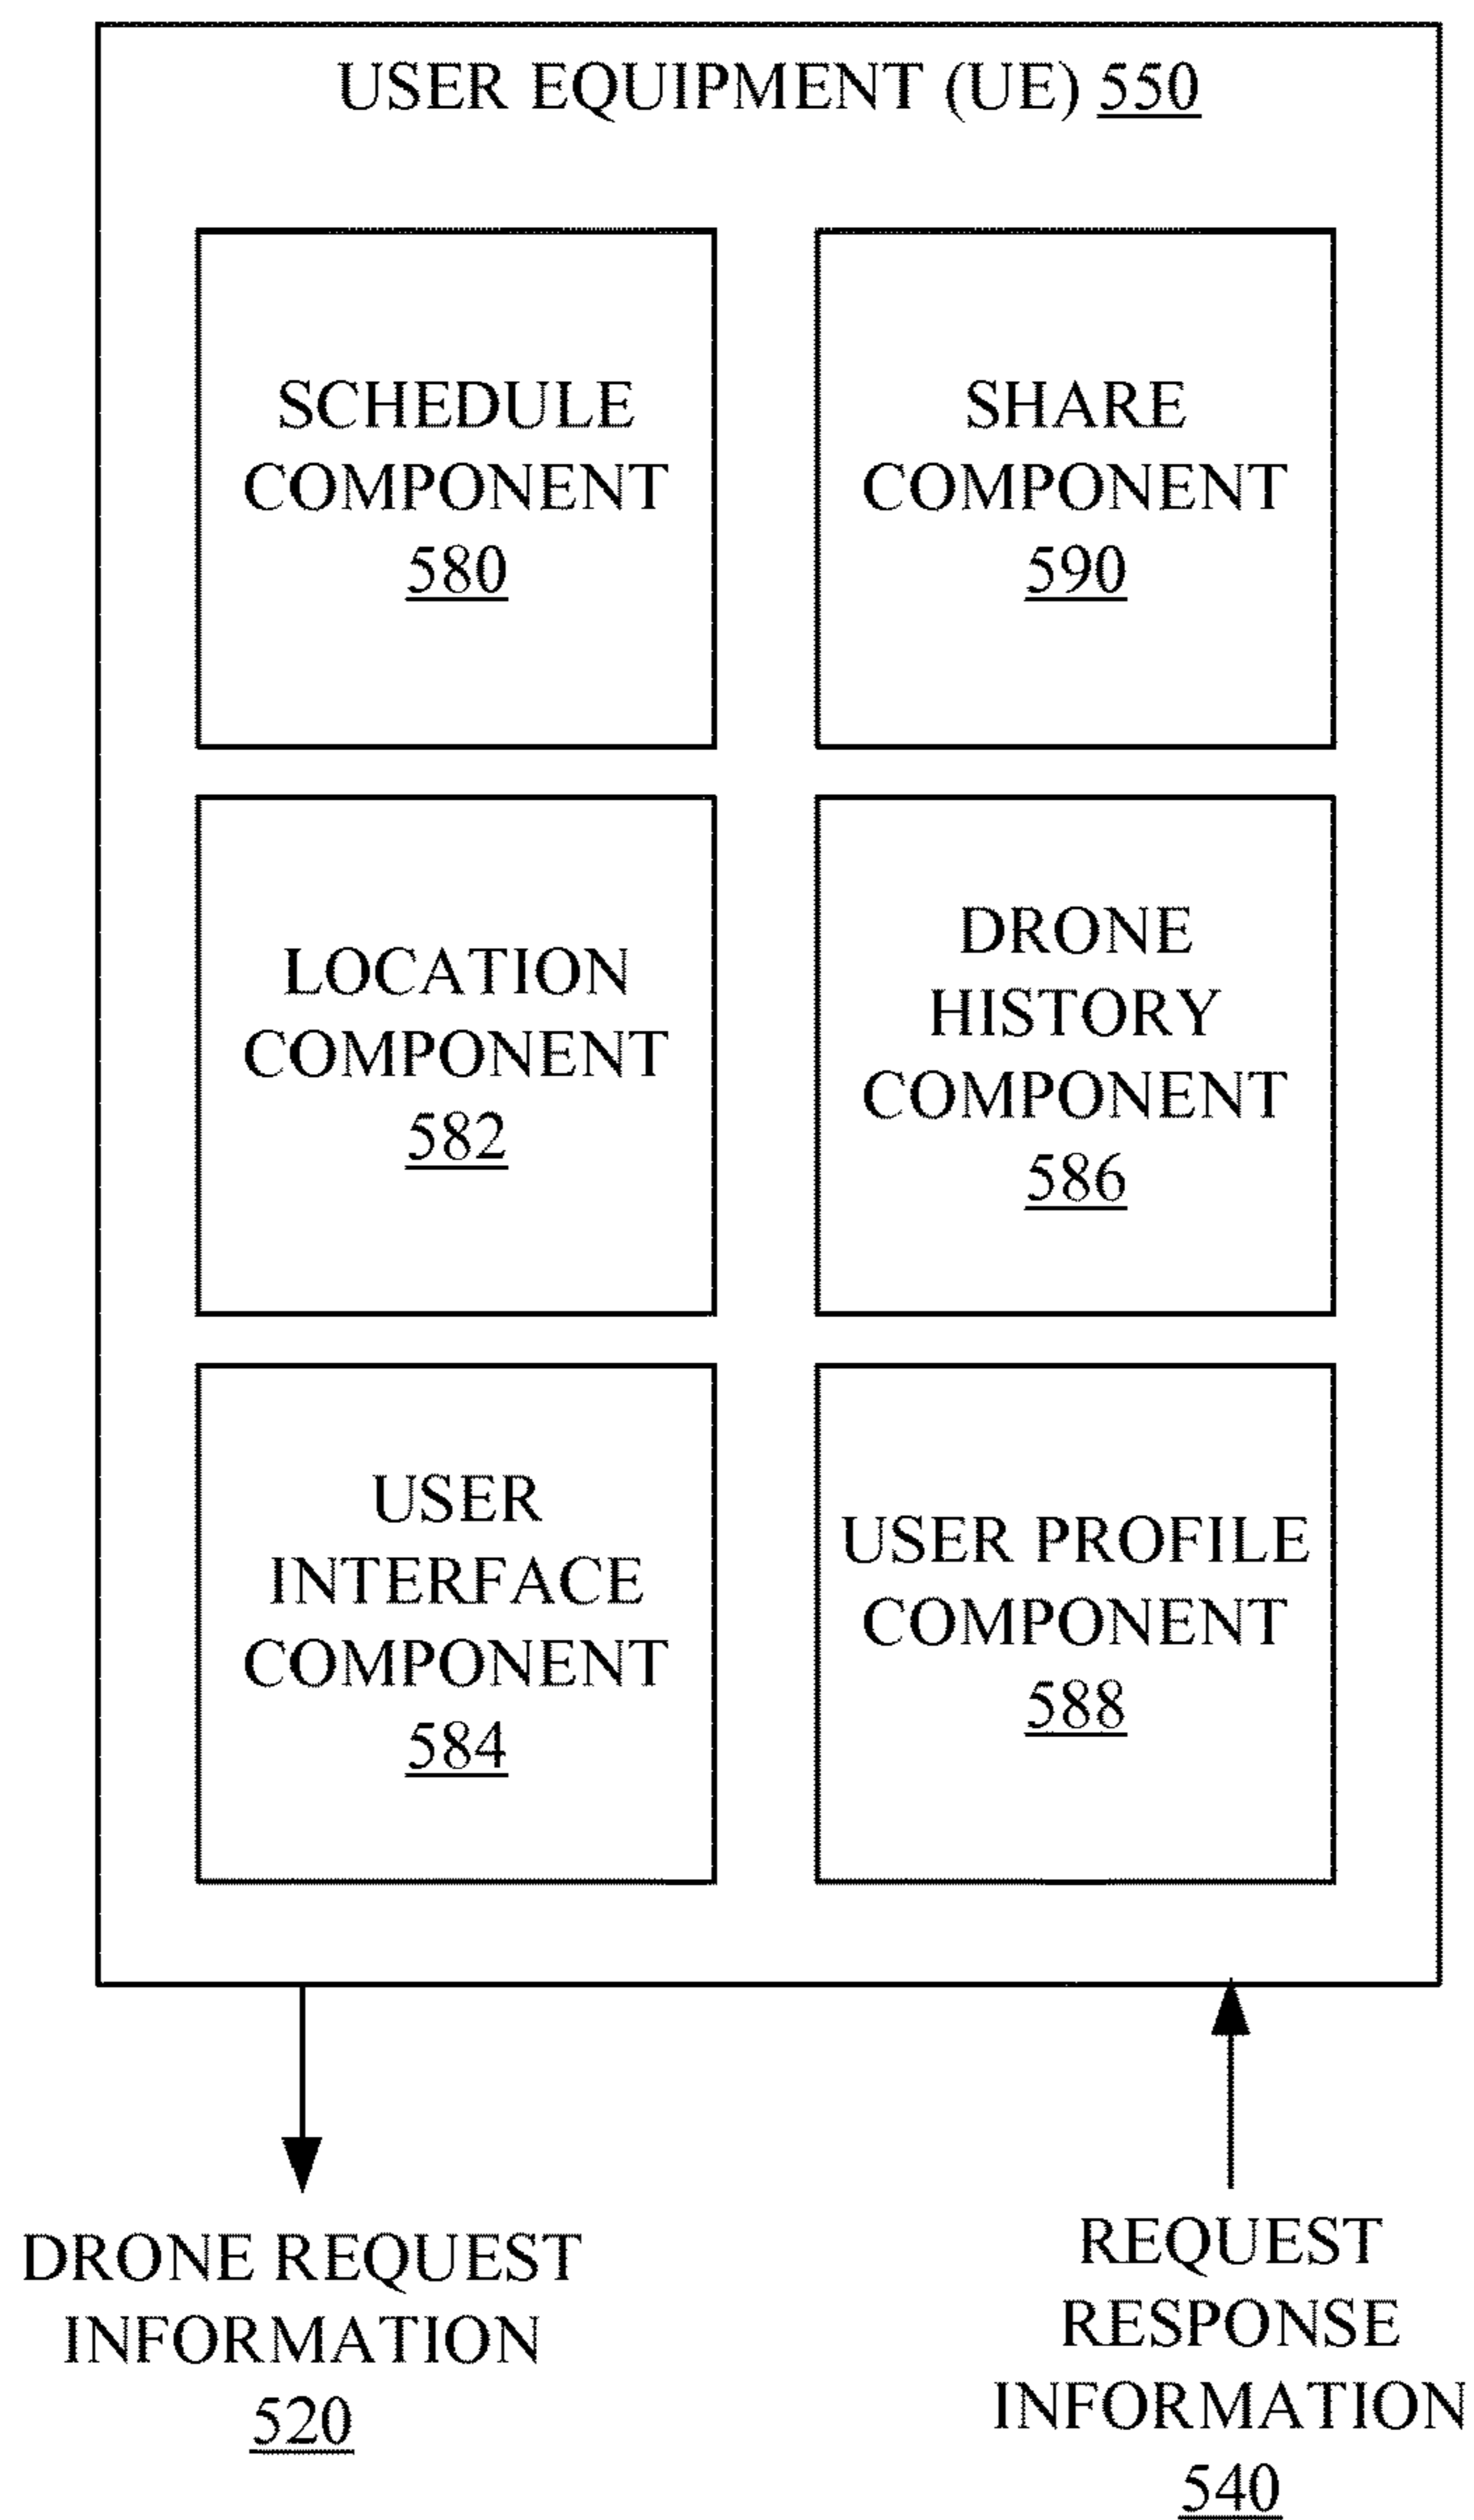 USER EQUIPMENT (UE) 550
SCHEDULE
COMPONENT
580
SHARE
COMPONENT
590
LOCATION
COMPONENT
582
DRONE
HISTORY
COMPONENT
586
USER
INTERFACE
COMPONENT
584
USER PROFILE
COMPONENT
588
DRONE REQUEST
INFORMATION
520
REQUEST
RESPONSE
INFORMATION
540